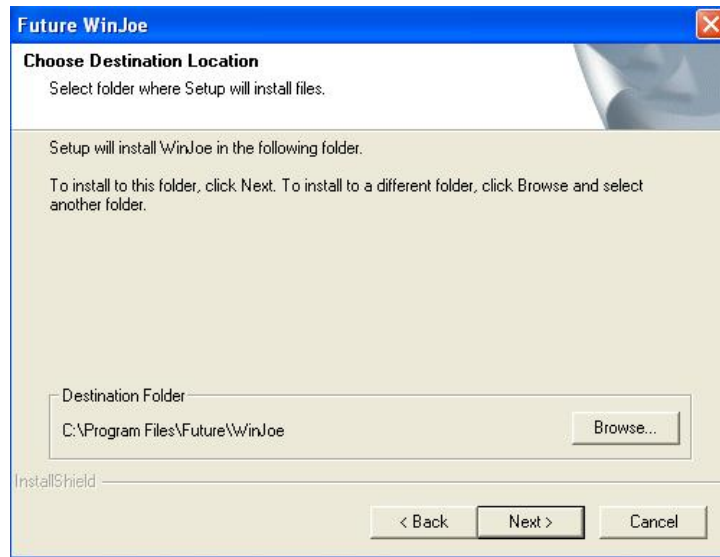 Future WinJoe
Choose Destination Location
Select folder where Setup will install files.
Setup will install WinJoe in the following folder.
To install to this folder, click Next. To install to a different folder, click Browse and select
another folder.
Destination Folder
C:\Program Files\Future\WinJoe
Browse...
InstallShield
< Back
Next >
Cancel